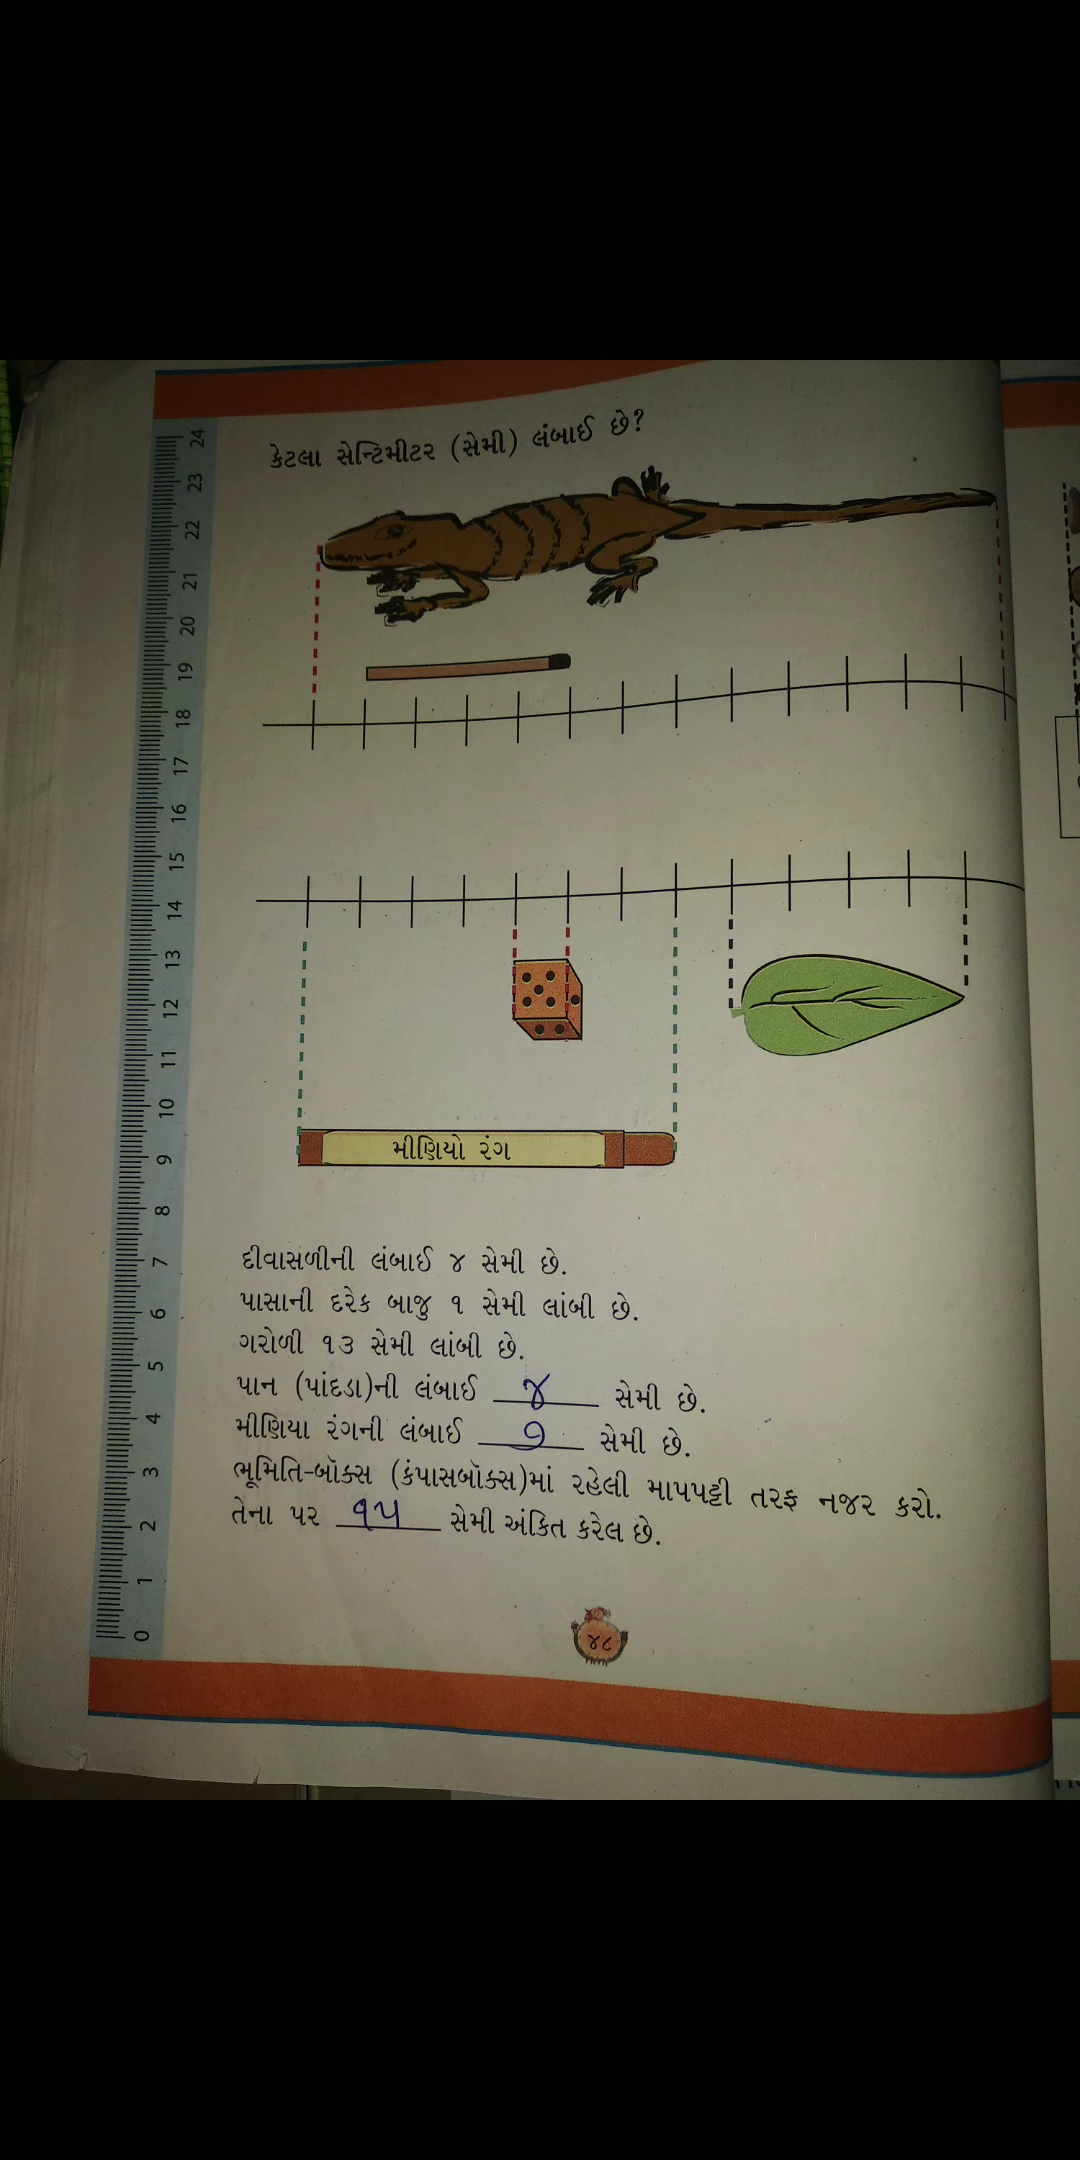 કેટલા સેન્ટિમીટર (સેમી) લંબાઈ છે?
24
23
22
21
20
19
18
17
16
15
14
13
12
11
10
9
8
7
6
5
4
3
2
1
0
મીણિયો રંગ
દીવાસળીની લંબાઈ ૪ સેમી છે.
પાસાની દરેક બાજુ ૧ સેમી લાંબી છે.
ગરોળી ૧૩ સેમી લાંબી છે.
પાન (પાંદડા)ની લંબાઈ ૪ સેમી છે.
મીણિયા રંગની લંબાઈ ૭ સેમી છે.
ભૂમિતિ-બૉક્સ (કંપાસબૉક્સ)માં રહેલી માપપટ્ટી તરફ નજર કરો.
તેના પર ૧૫ સેમી અંકિત કરેલ છે.
૪૮